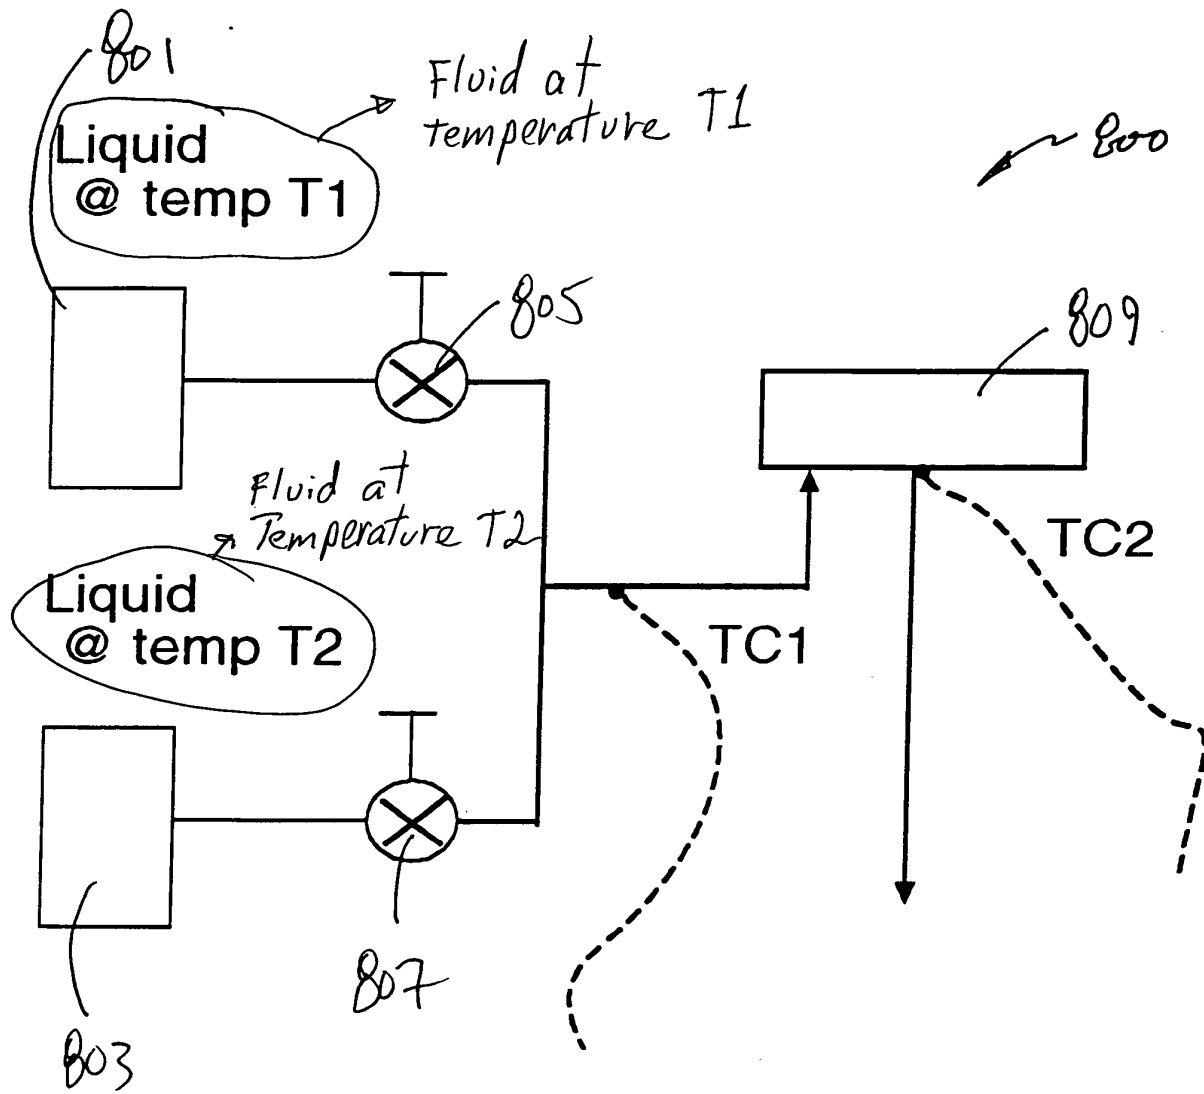 801
Fluid at
temperature T1
Liquid
@ temp T1
800
805
809
Fluid at
Temperature T2
Liquid
@ temp T2
TC2
TC1
807
803